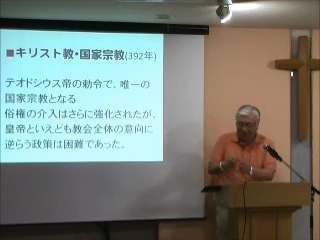 ■キリスト教・国家宗教(392年)
テオドシウス帝の勅令で、唯一の
国家宗教となる
俗権の介入はさらに強化されたが、
皇帝といえども教会全体の意向に
逆らう政策は困難であった。